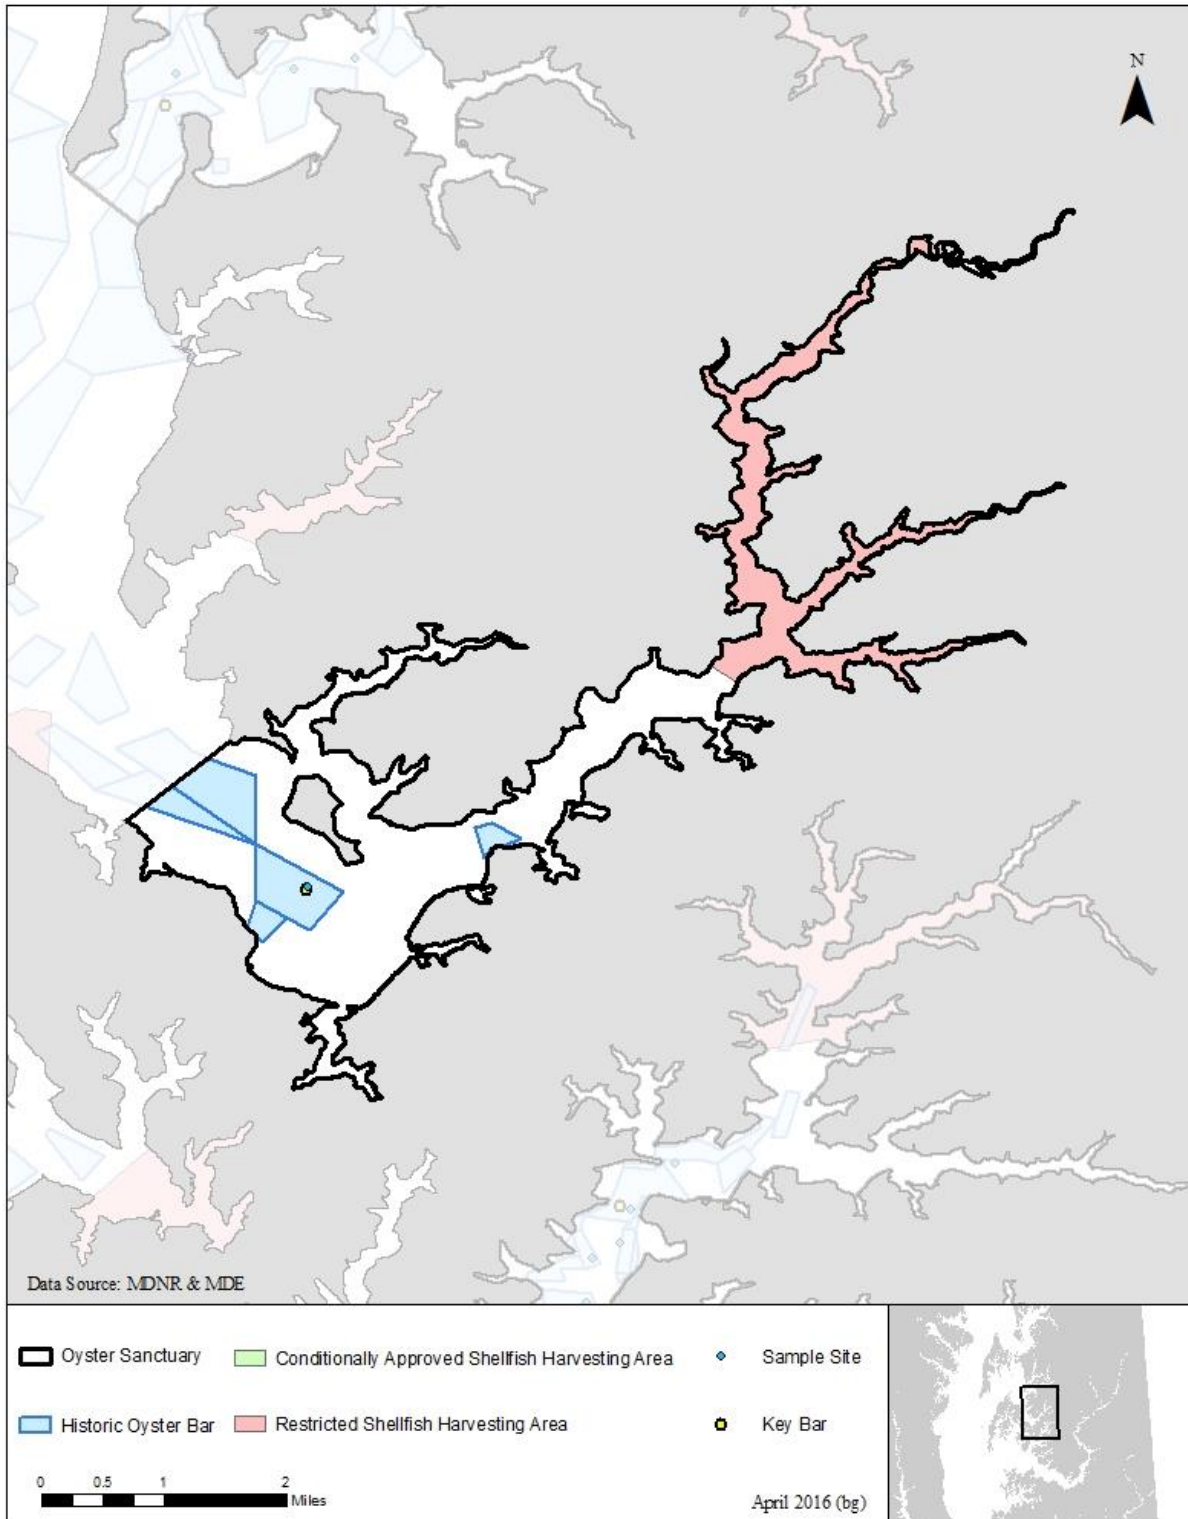 N
Data Source: MDNR & MDE
Oyster Sanctuary
Conditionally Approved Shellfish Harvesting Area
Sample Site
Historic Oyster Bar
Restricted Shellfish Harvesting Area
Key Bar
0 0.5 1 2
Miles
April 2016 (bg)